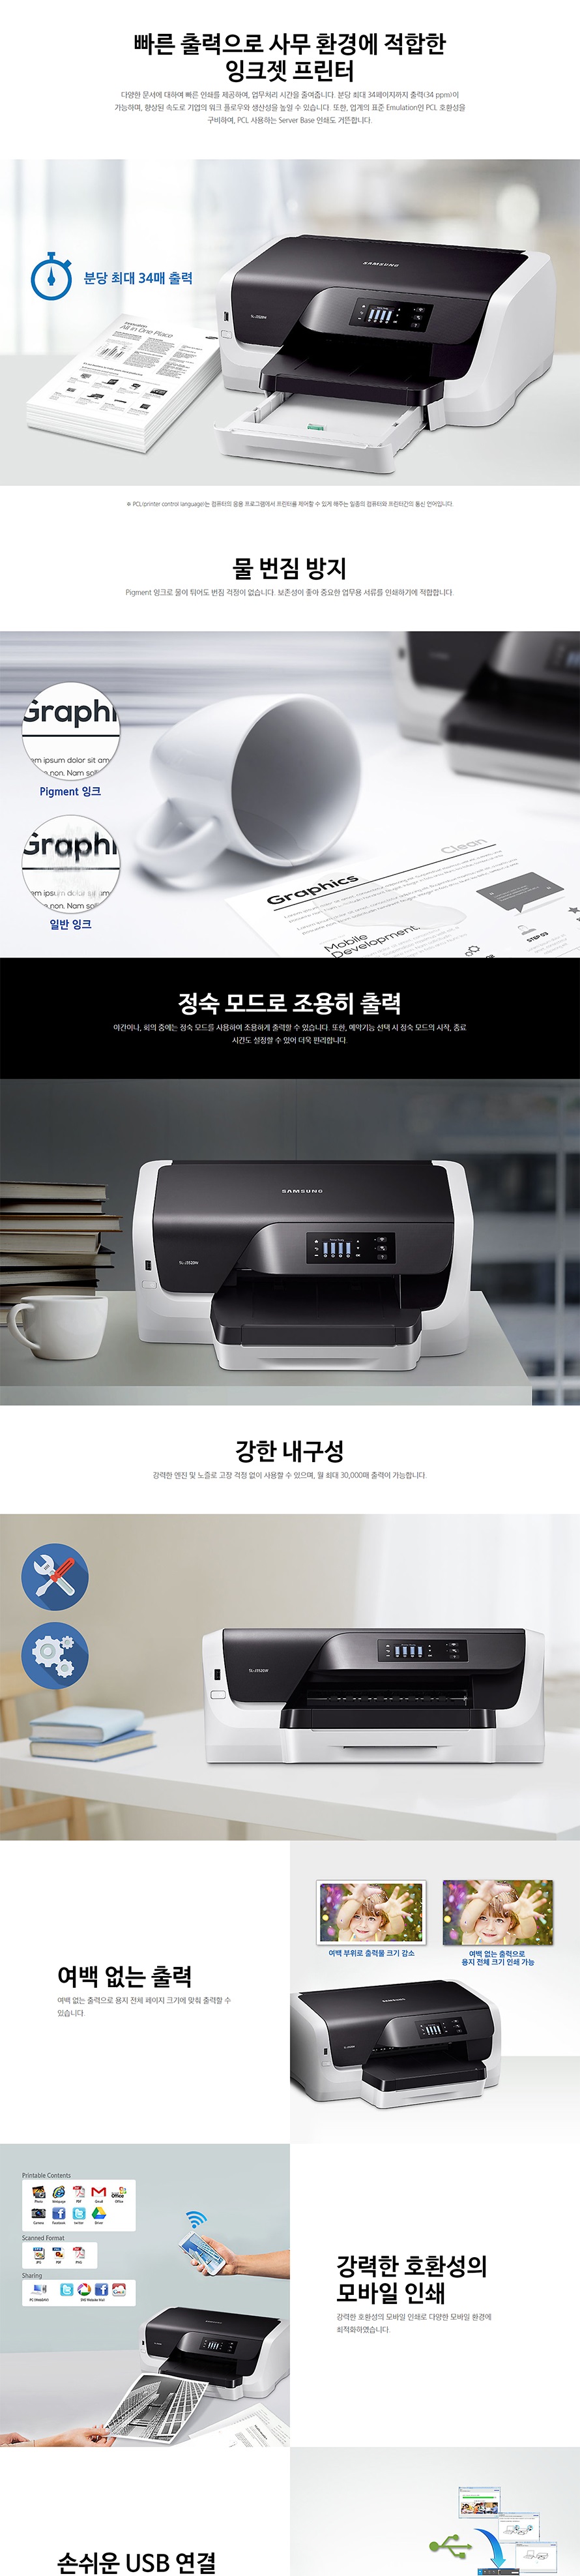 빠른 출력으로 사무 환경에 적합한
잉크젯 프린터
다양한 문서에 대하여 빠른 인쇄를 제공하여, 업무처리 시간을 줄여줍니다. 분당 최대 34페이지까지 출력(34 ppm)이
가능하며, 향상된 속도로 기업의 워크 플로우와 생산성을 높일 수 있습니다. 또한, 업계의 표준 Emulation인 PCL 호환성을
구비하여, PCL 사용하는 Server Base 인쇄도 거뜬합니다.
SAMSUNG
분당 최대 34매 출력
All in One Place
※ PCL(printer control language)는 컴퓨터의 응용 프로그램에서 프린터를 제어할 수 있게 해주는 일종의 컴퓨터와 프린터간의 통신 언어입니다.
물 번짐 방지
Pigment 잉크로 물이 튀어도 번짐 걱정이 없습니다. 보존성이 좋아 중요한 업무용 서류를 인쇄하기에 적합합니다.
Graphi
em ipsum dolor sit am
non. Nam soll
Pigment 잉크
Graphi
em ipsum dolor sit am
non. Nam soll
일반 잉크
Clean
Graphics
Mobile
Development.
STEP 03
정숙 모드로 조용히 출력
야간이나, 회의 중에는 정숙 모드를 사용하여 조용하게 출력할 수 있습니다. 또한, 예약기능 선택 시 정숙 모드의 시작, 종료
시간도 설정할 수 있어 더욱 편리합니다.
SAMSUNG
강한 내구성
강력한 엔진 및 노즐로 고장 걱정 없이 사용할 수 있으며, 월 최대 30,000매 출력이 가능합니다.
여백 부위로 출력물 크기 감소
여백 없는 출력으로
용지 전체 크기 인쇄 가능
여백 없는 출력
여백 없는 출력으로 용지 전체 페이지 크기에 맞춰 출력할 수
있습니다.
SAMSUNG
Printable Contents
Photo Webpage PDF Gmail Office
Camera Facebook twitter Drive
Scanned Format
JPG PDF PNG
Sharing
강력한 호환성의
모바일 인쇄
강력한 호환성의 모바일 인쇄로 다양한 모바일 환경에
최적화하였습니다.
손쉬운 USB 연결